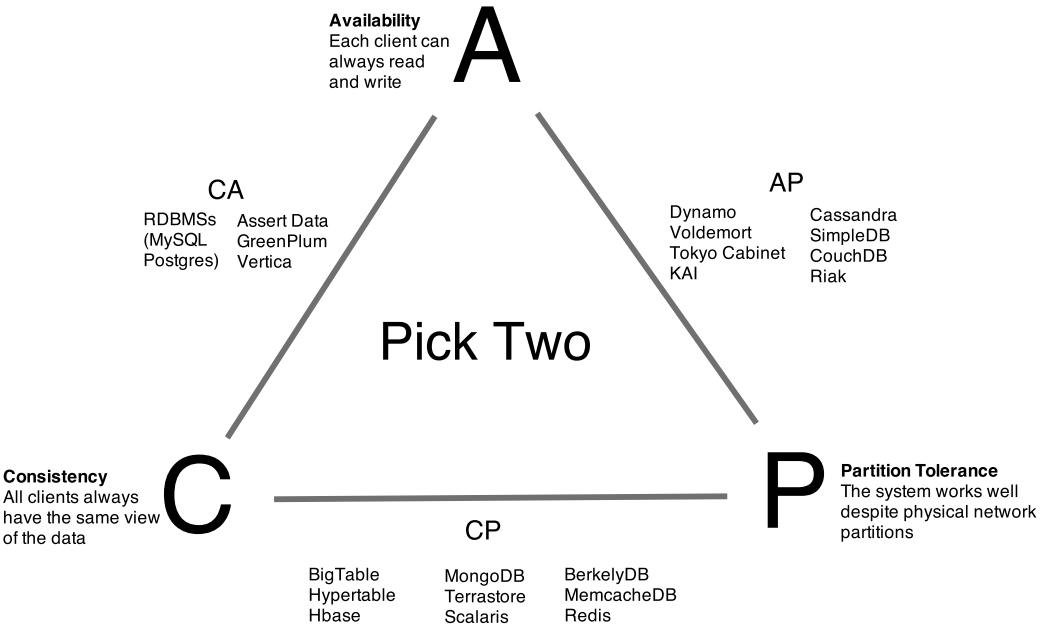 Availability
Each client can
always read
and write
A
CA
RDBMSs
(MySQL
Postgres)
Assert Data
GreenPlum
Vertica
AP
Dynamo
Voldemort
Tokyo Cabinet
KAI
Cassandra
SimpleDB
CouchDB
Riak
Pick Two
Consistency
All clients always
have the same view
of the data
C
P
Partition Tolerance
The system works well
despite physical network
partitions
CP
BigTable
Hypertable
Hbase
MongoDB
Terrastore
Scalaris
BerkelyDB
MemcacheDB
Redis